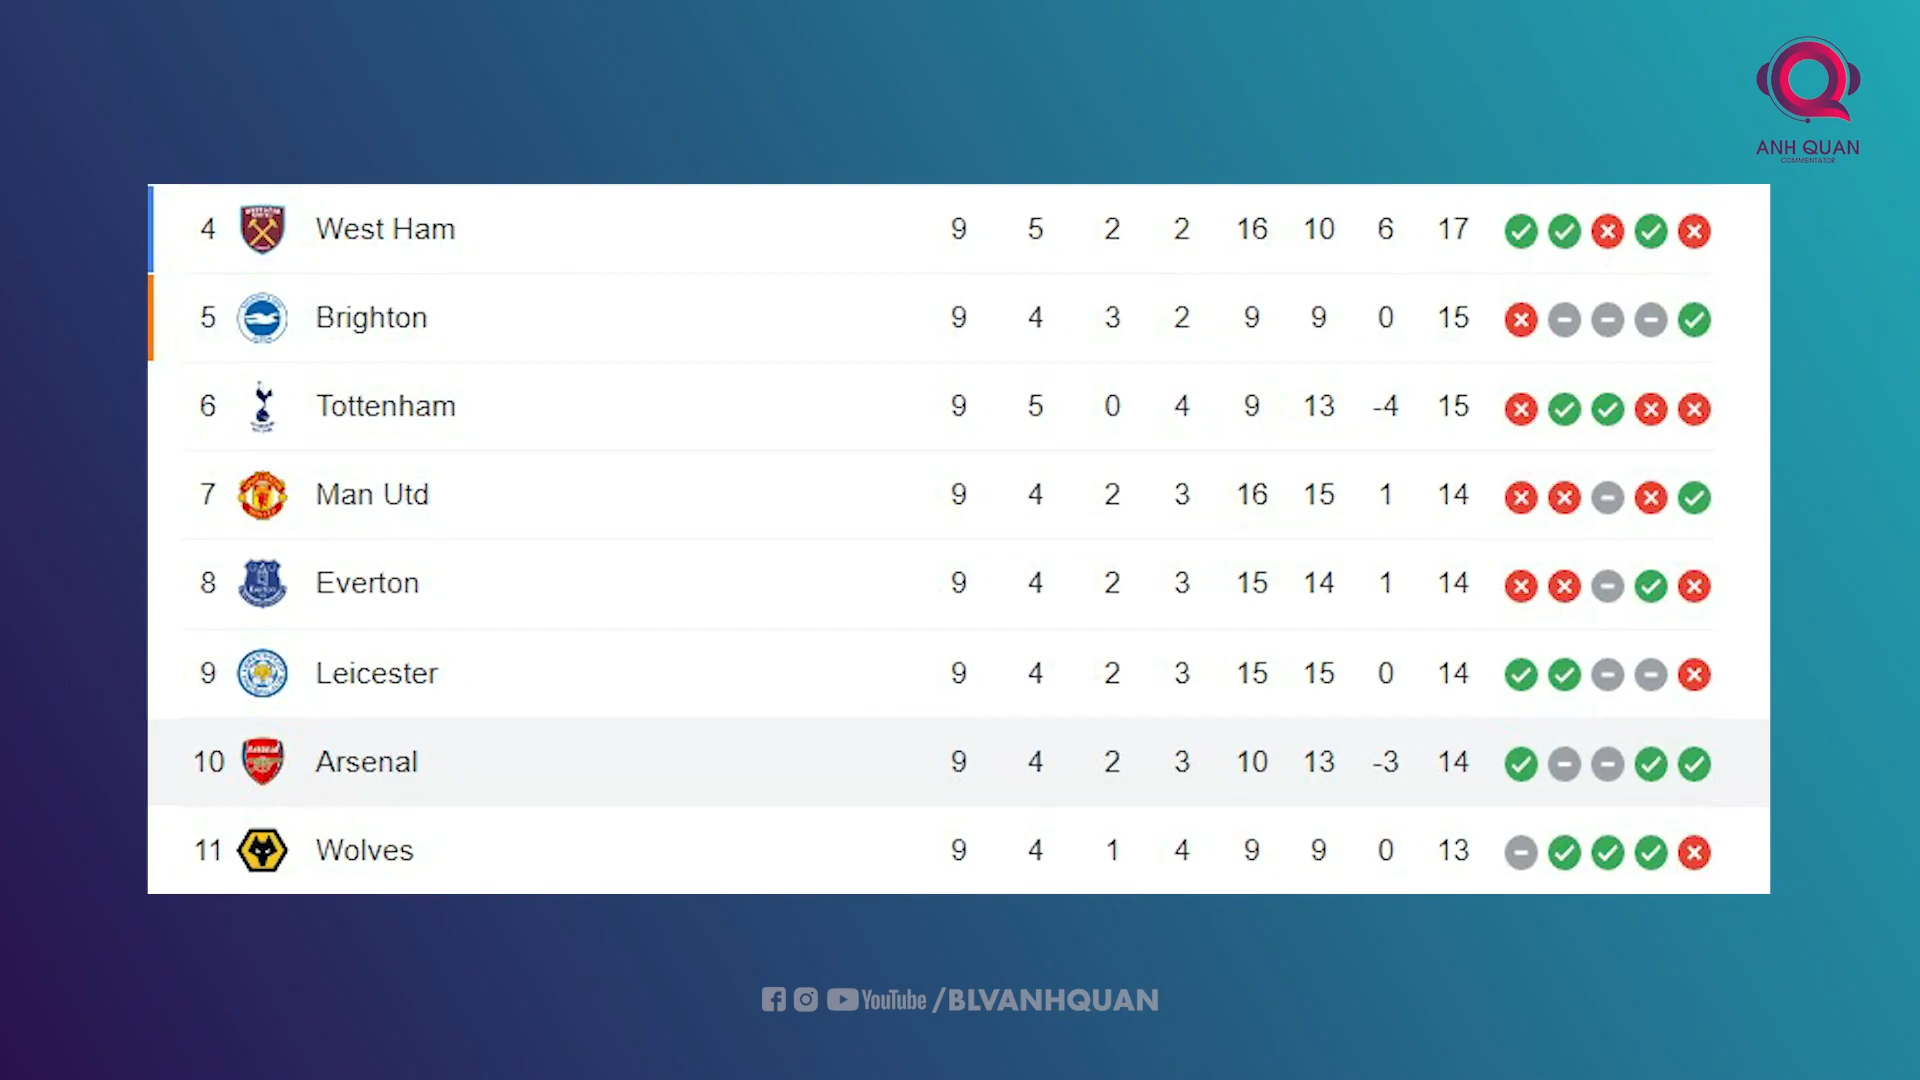 ANH QUAN
COMMENTATOR
4 West Ham 9 5 2 2 16 10 6 17
5 Brighton 9 4 3 2 9 9 0 15
6 Tottenham 9 5 0 4 9 13 -4 15
7 Man Utd 9 4 2 3 16 15 1 14
8 Everton 9 4 2 3 15 14 1 14
9 Leicester 9 4 2 3 15 15 0 14
10 Arsenal 9 4 2 3 10 13 -3 14
11 Wolves 9 4 1 4 9 9 0 13
YouTube /BLVANHQUAN